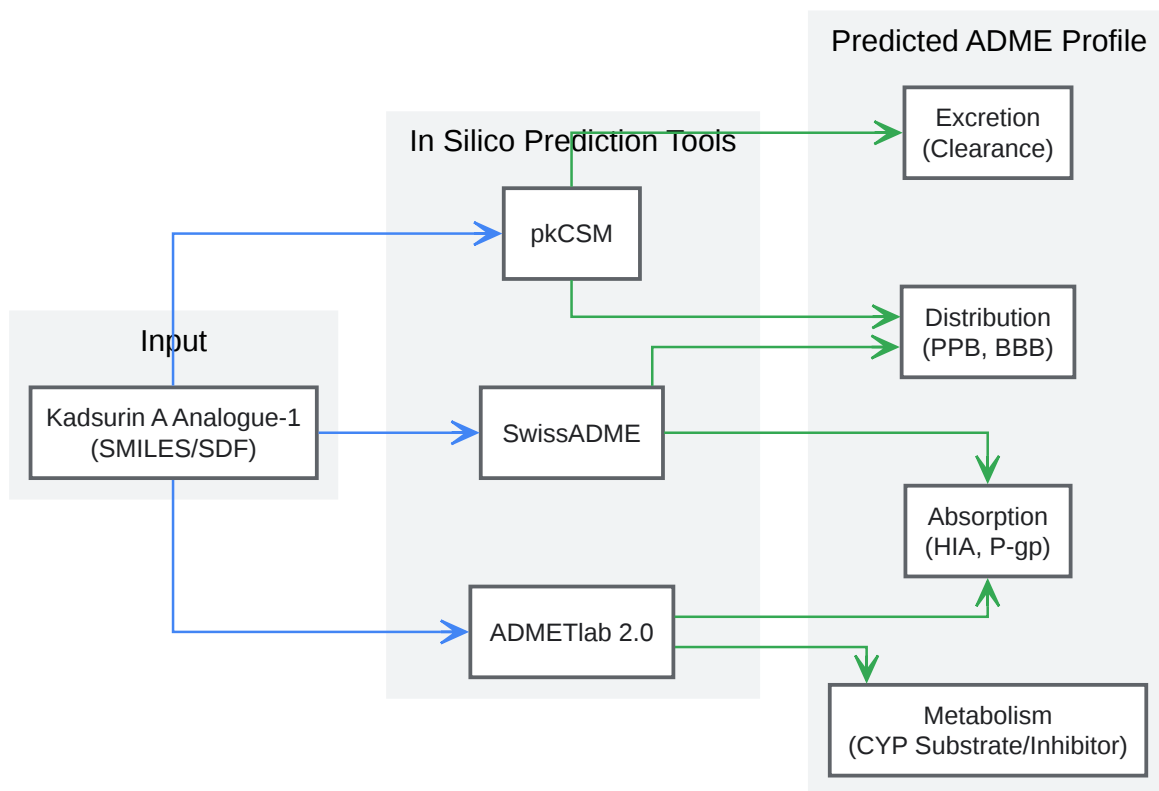 Input
Kadsurin A Analogue-1
(SMILES/SDF)
In Silico Prediction Tools
pkCSM
SwissADME
ADMETlab 2.0
Predicted ADME Profile
Excretion
(Clearance)
Distribution
(PPB, BBB)
Absorption
(HIA, P-gp)
Metabolism
(CYP Substrate/Inhibitor)